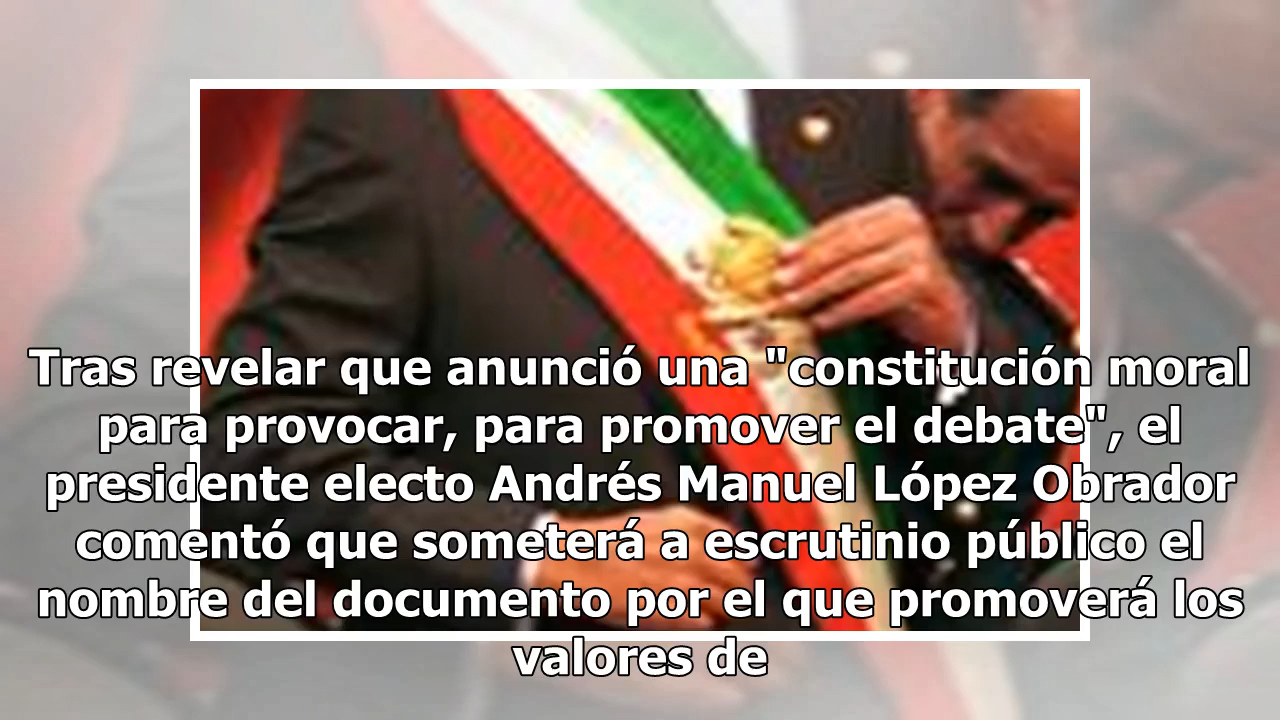 Tras revelar que anunció una "constitución moral
para provocar, para promover el debate", el
presidente electo Andrés Manuel López Obrador
comentó que someterá a escrutinio público el
nombre del documento por el que promoverá los
valores de